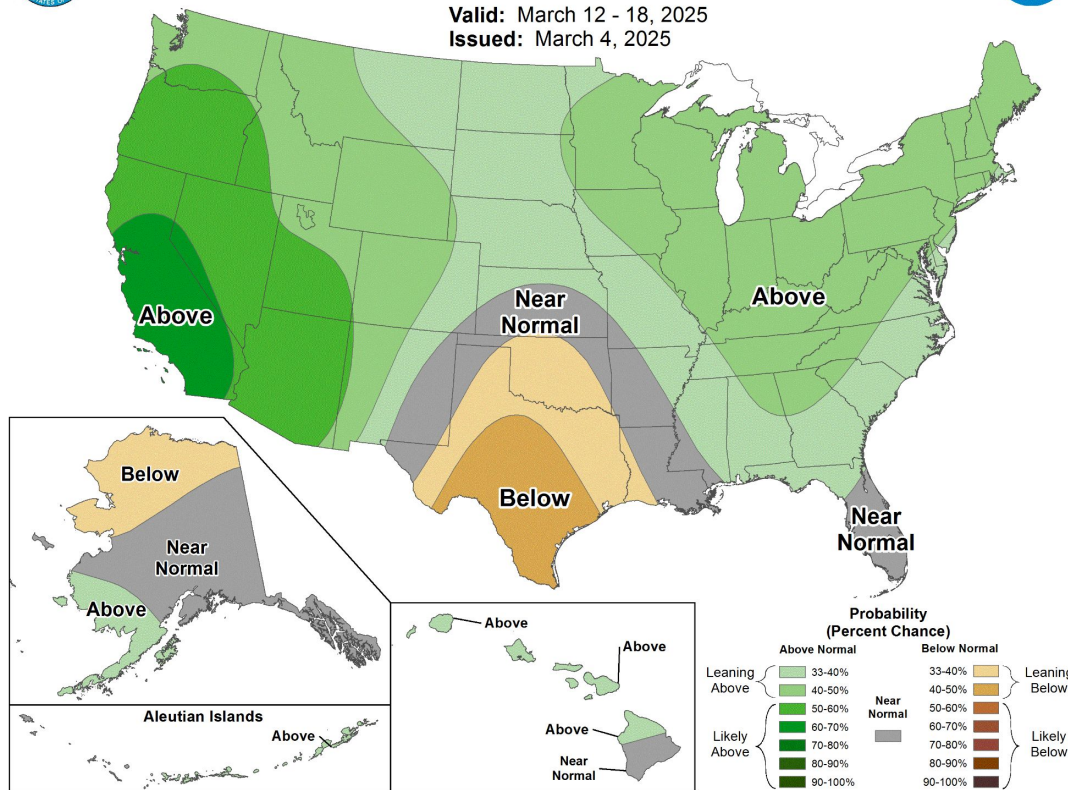 TATES OF
Valid: March 12 - 18, 2025
Issued: March 4, 2025
Above
Near
Normal
Above
Below
Near
Normal
Below
Near
Normal
Above
Aleutian Islands
Above
Above
Above
Above
Near
Normal
Probability
(Percent Chance)
Above Normal
Below Normal
Leaning
Above
33-40%
40-50%
Likely
Above
50-60%
60-70%
70-80%
80-90%
90-100%
Near
Normal
33-40%
40-50%
50-60%
60-70%
70-80%
80-90%
90-100%
Leaning
Below
Likely
Below